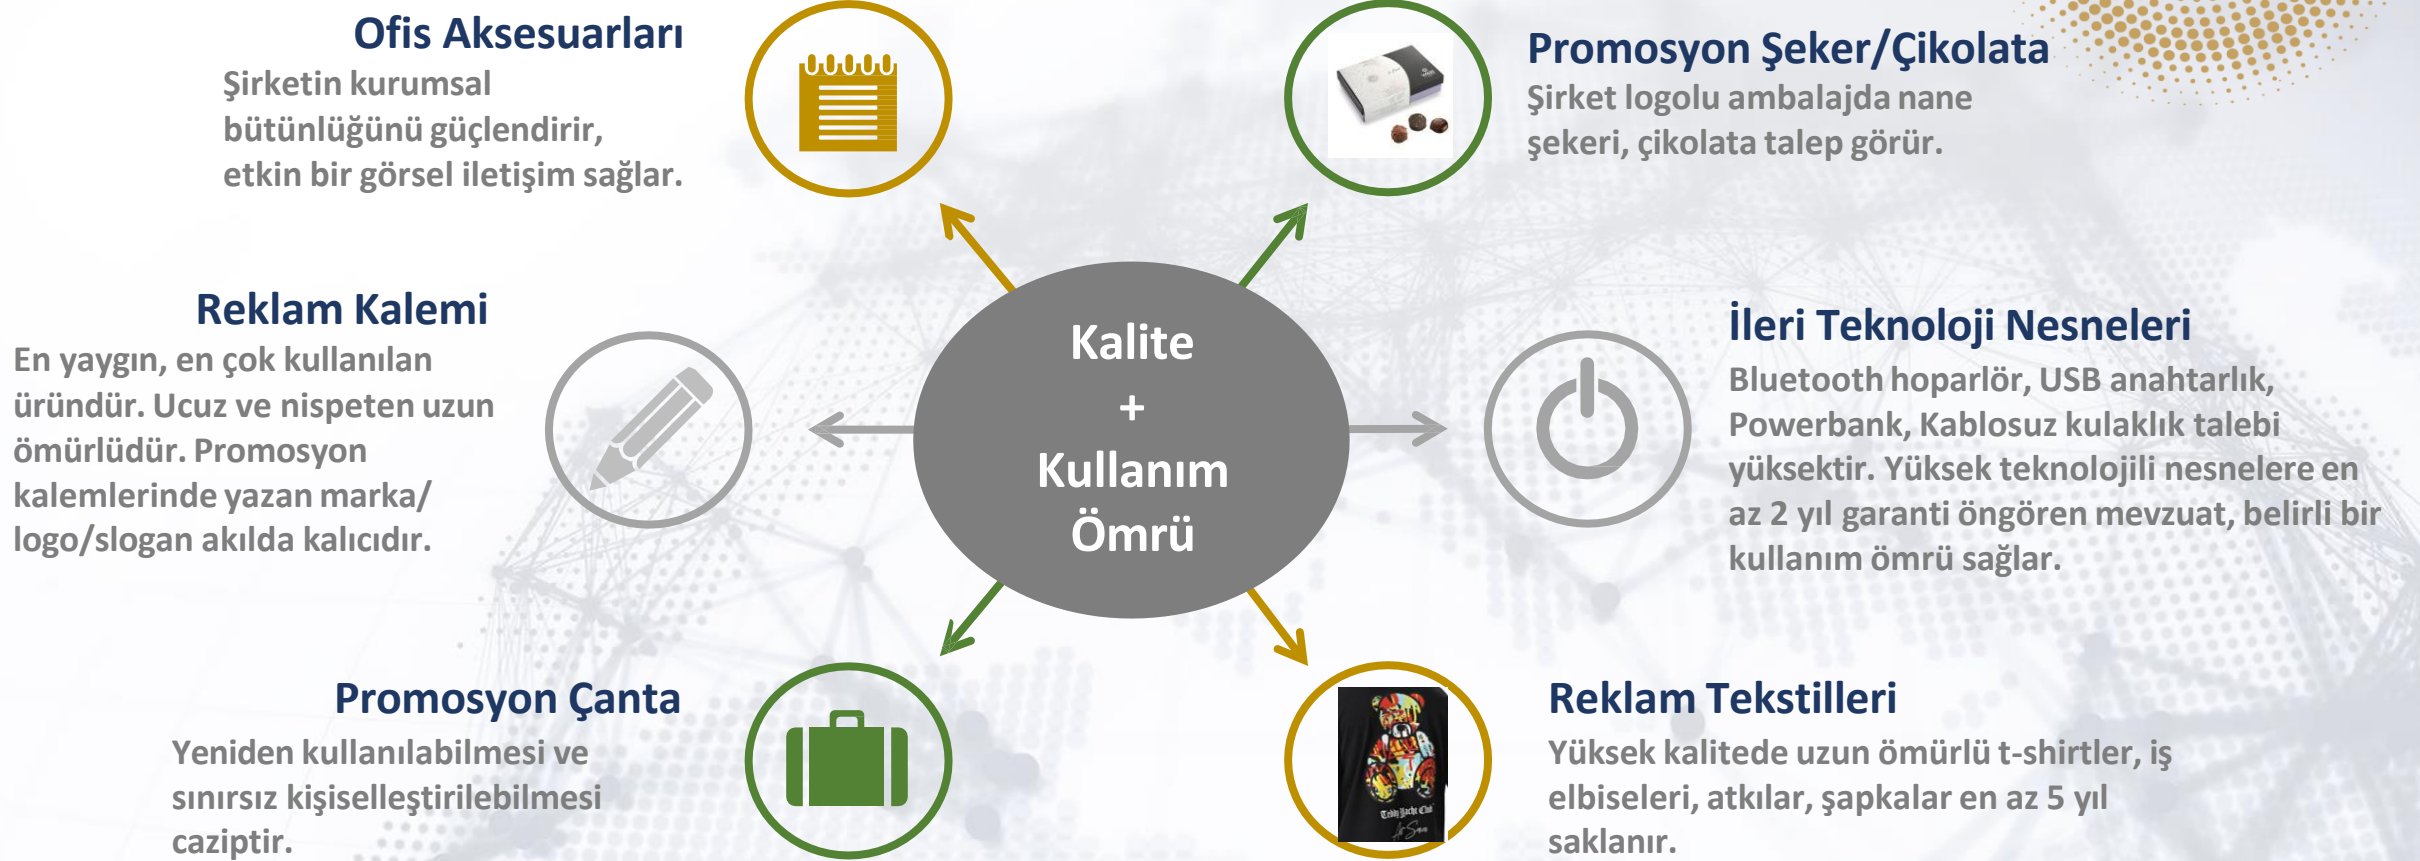 Ofis Aksesuarları
Şirketin kurumsal
bütünlüğünü güçlendirir,
etkin bir görsel iletişim sağlar.
Promosyon Şeker/Çikolata
Şirket logolu ambalajda nane
şekeri, çikolata talep görür.
Reklam Kalemi
En yaygın, en çok kullanılan
üründür. Ucuz ve nispeten uzun
ömürlüdür. Promosyon
kalemlerinde yazan marka/
logo/slogan akılda kalıcıdır.
Kalite
+
Kullanım
Ömrü
İleri Teknoloji Nesneleri
Bluetooth hoparlör, USB anahtarlık,
Powerbank, Kablosuz kulaklık talebi
yüksektir. Yüksek teknolojili nesnelere en
az 2 yıl garanti öngören mevzuat, belirli bir
kullanım ömrü sağlar.
Promosyon Çanta
Yeniden kullanılabilmesi ve
sınırsız kişiselleştirilebilmesi
caziptir.
Reklam Tekstilleri
Yüksek kalitede uzun ömürlü t-shirtler, iş
elbiseleri, atkılar, şapkalar en az 5 yıl
saklanır.
Teddy Yacht Club